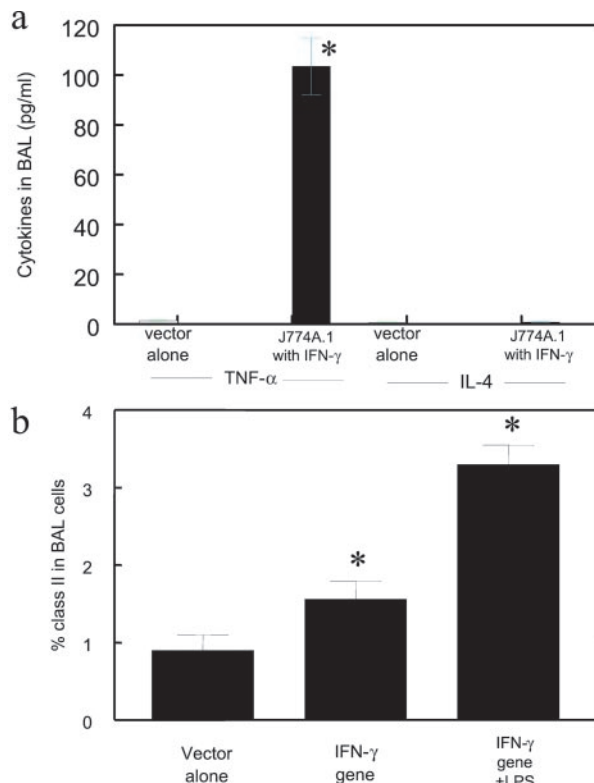 a
120
100
80
60
40
20
0
Cytokines in BAL (pg/ml)
*
vector
alone
J774A.1
with IFN-γ
vector
alone
J774A.1
with IFN-γ
TNF-α
IL-4
b
4
3
2
1
0
% class II in BAL cells
*
*
Vector
alone
IFN-γ
gene
IFN-γ
gene
+LPS